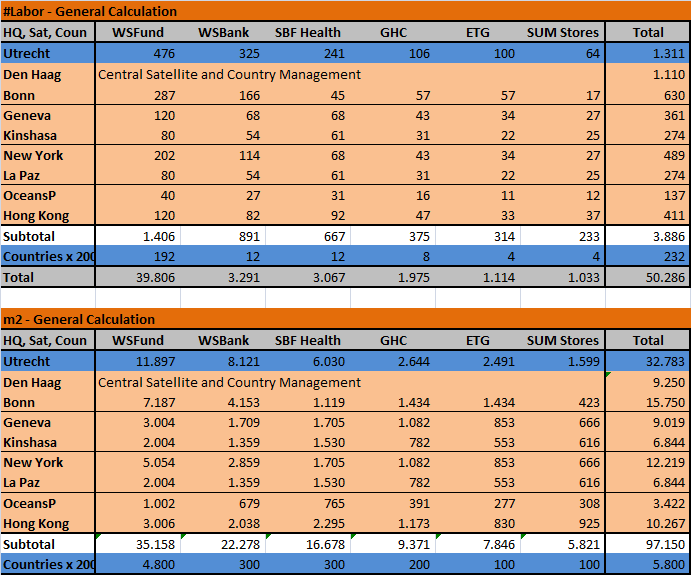 #Labor - General Calculation
HQ, Sat, Coun WSFund WSBank SBF Health GHC ETG SUM Stores Total
Utrecht 476 325 241 106 100 64 1.311
Den Haag Central Satellite and Country Management 1.110
Bonn 287 166 45 57 57 17 630
Geneva 120 68 68 43 34 27 361
Kinshasa 80 54 61 31 22 25 274
New York 202 114 68 43 34 27 489
La Paz 80 54 61 31 22 25 274
OceansP 40 27 31 16 11 12 137
Hong Kong 120 82 92 47 33 37 411
Subtotal 1.406 891 667 375 314 233 3.886
Countries x 200 192 12 12 8 4 4 232
Total 39.806 3.291 3.067 1.975 1.114 1.033 50.286
m2 - General Calculation
HQ, Sat, Coun WSFund WSBank SBF Health GHC ETG SUM Stores Total
Utrecht 11.897 8.121 6.030 2.644 2.491 1.599 32.783
Den Haag Central Satellite and Country Management 9.250
Bonn 7.187 4.153 1.119 1.434 1.434 423 15.750
Geneva 3.004 1.709 1.705 1.082 853 666 9.019
Kinshasa 2.004 1.359 1.530 782 553 616 6.844
New York 5.054 2.859 1.705 1.082 853 666 12.219
La Paz 2.004 1.359 1.530 782 553 616 6.844
OceansP 1.002 679 765 391 277 308 3.422
Hong Kong 3.006 2.038 2.295 1.173 830 925 10.267
Subtotal 35.158 22.278 16.678 9.371 7.846 5.821 97.150
Countries x 200 4.800 300 300 200 100 100 5.800